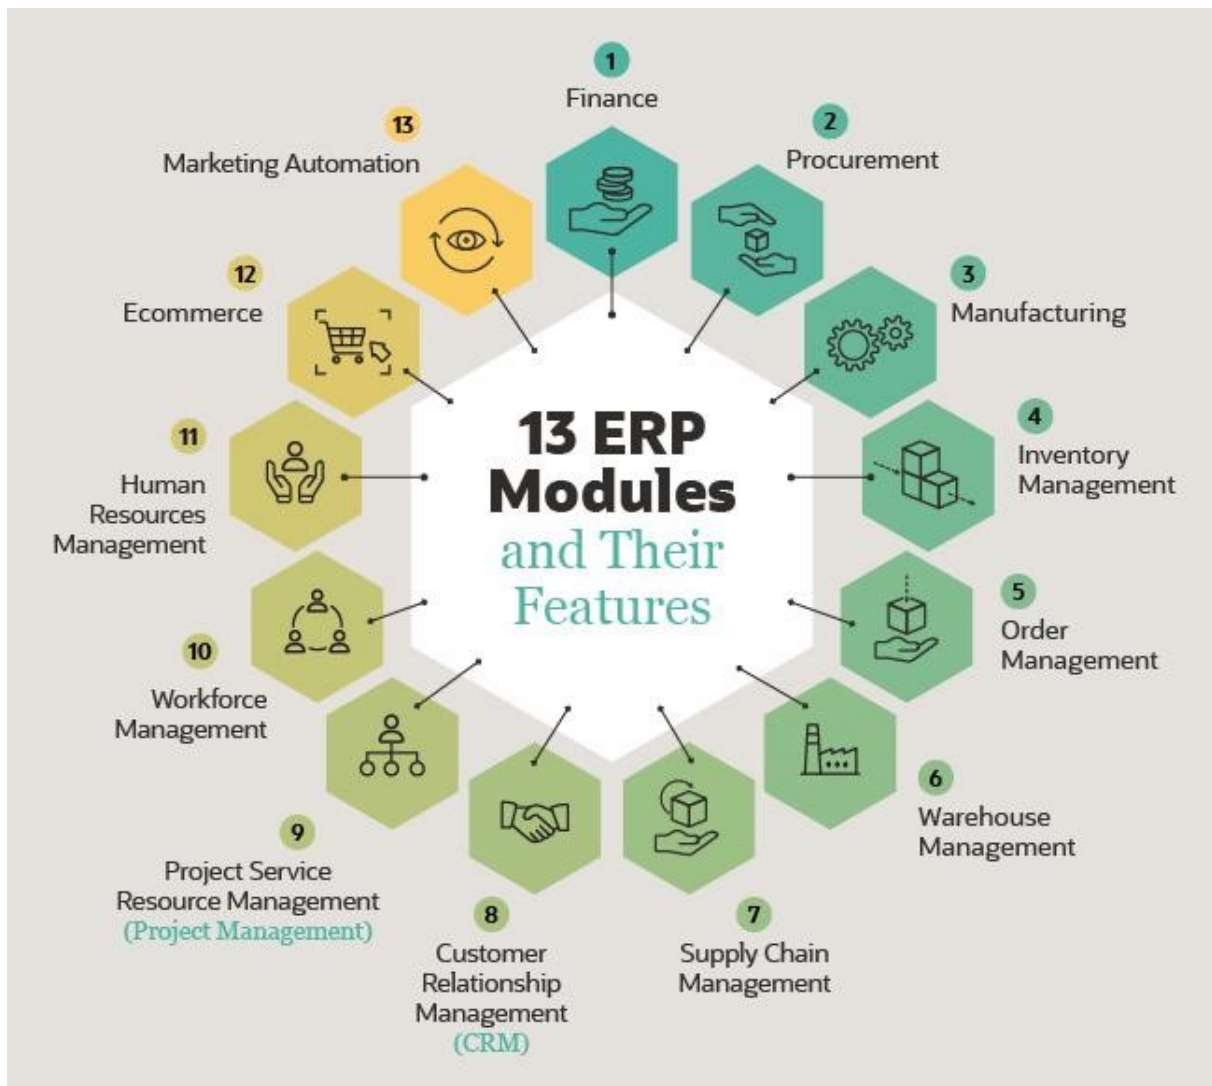 13 ERP
Modules
and Their
Features
1
Finance
2
Procurement
3
Manufacturing
4
Inventory
Management
5
Order
Management
6
Warehouse
Management
7
Supply Chain
Management
8
Customer
Relationship
Management
(CRM)
9
Project Service
Resource Management
(Project Management)
10
Workforce
Management
11
Human
Resources
Management
12
Ecommerce
13
Marketing Automation